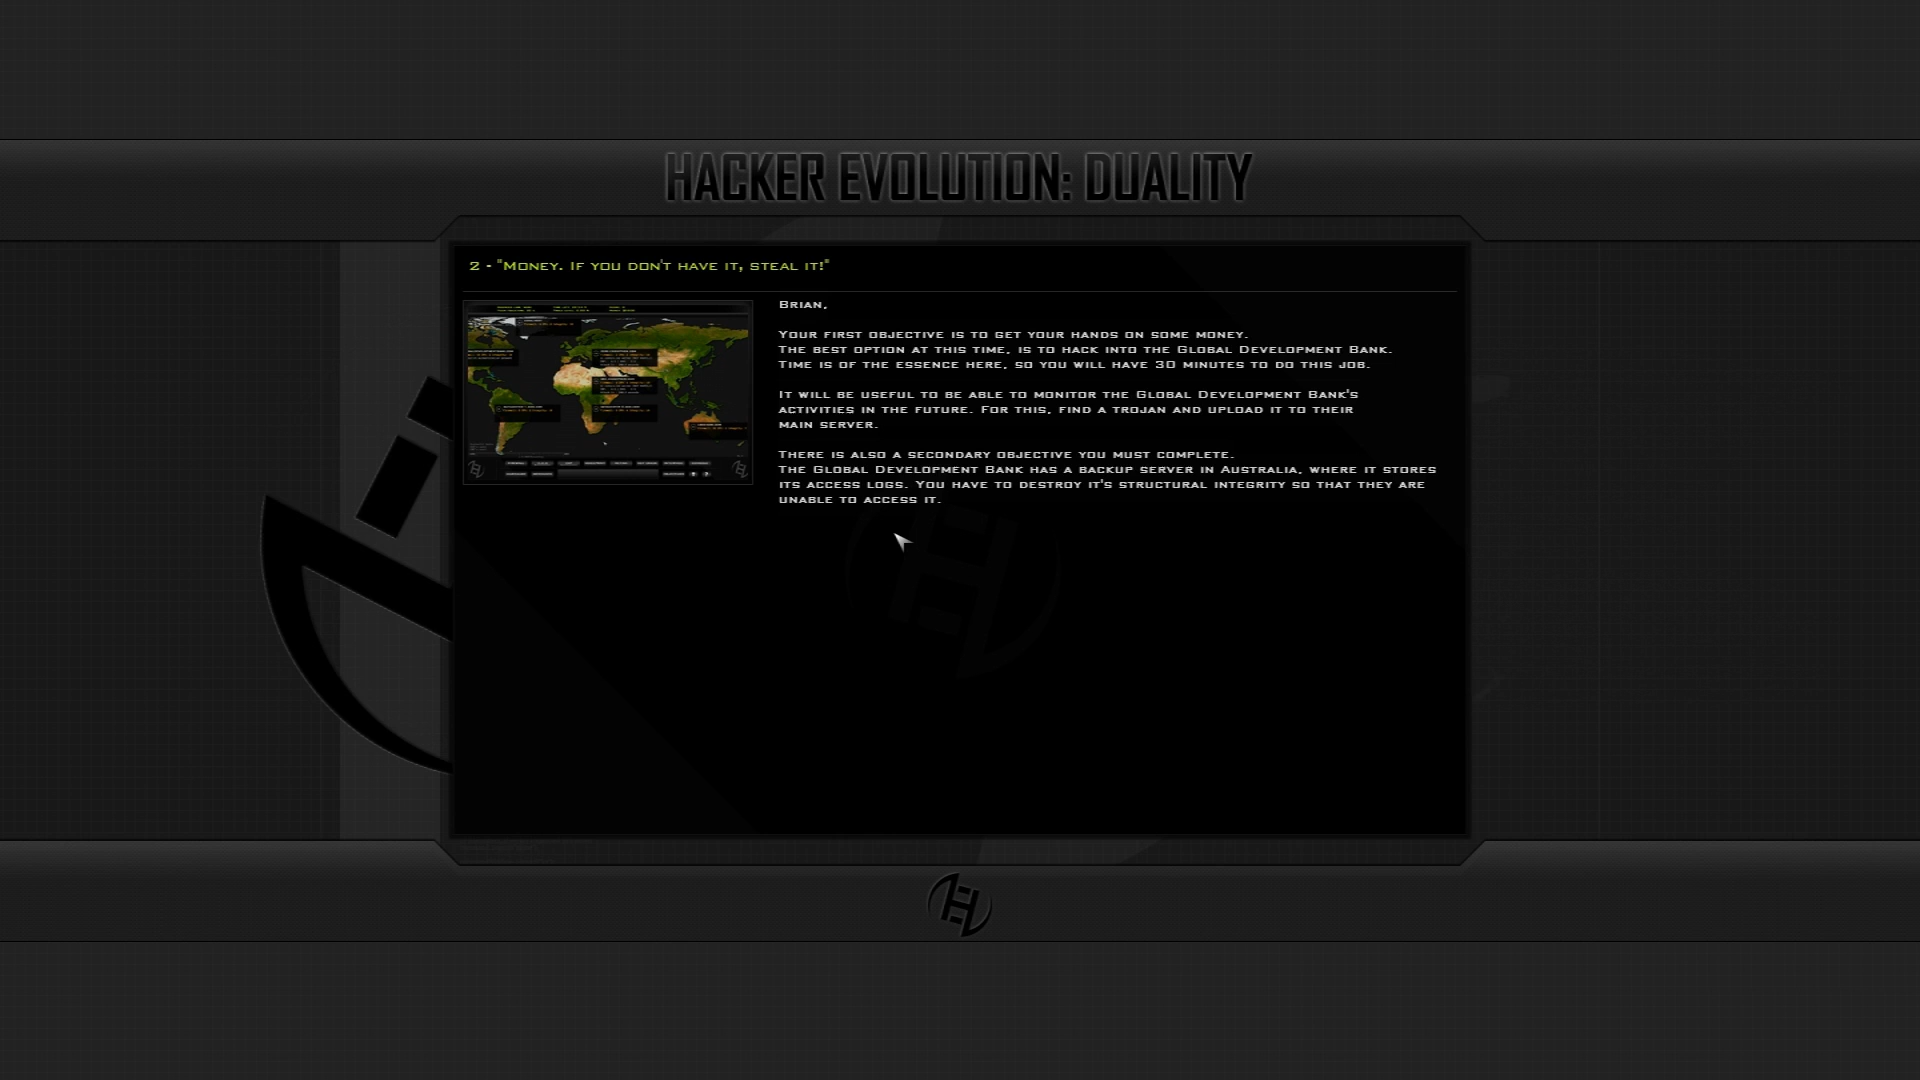 HACKER EVOLUTION: DUALITY
2 - "MONEY. IF YOU DON'T HAVE IT, STEAL IT!"
BRIAN,
YOUR FIRST OBJECTIVE IS TO GET YOUR HANDS ON SOME MONEY.
THE BEST OPTION AT THIS TIME, IS TO HACK INTO THE GLOBAL DEVELOPMENT BANK.
TIME IS OF THE ESSENCE HERE, SO YOU WILL HAVE 30 MINUTES TO DO THIS JOB.
IT WILL BE USEFUL TO BE ABLE TO MONITOR THE GLOBAL DEVELOPMENT BANK'S
ACTIVITIES IN THE FUTURE. FOR THIS, FIND A TROJAN AND UPLOAD IT TO THEIR
MAIN SERVER.
THERE IS ALSO A SECONDARY OBJECTIVE YOU MUST COMPLETE.
THE GLOBAL DEVELOPMENT BANK HAS A BACKUP SERVER IN AUSTRALIA, WHERE IT STORES
ITS ACCESS LOGS. YOU HAVE TO DESTROY IT'S STRUCTURAL INTEGRITY SO THAT THEY ARE
UNABLE TO ACCESS IT.